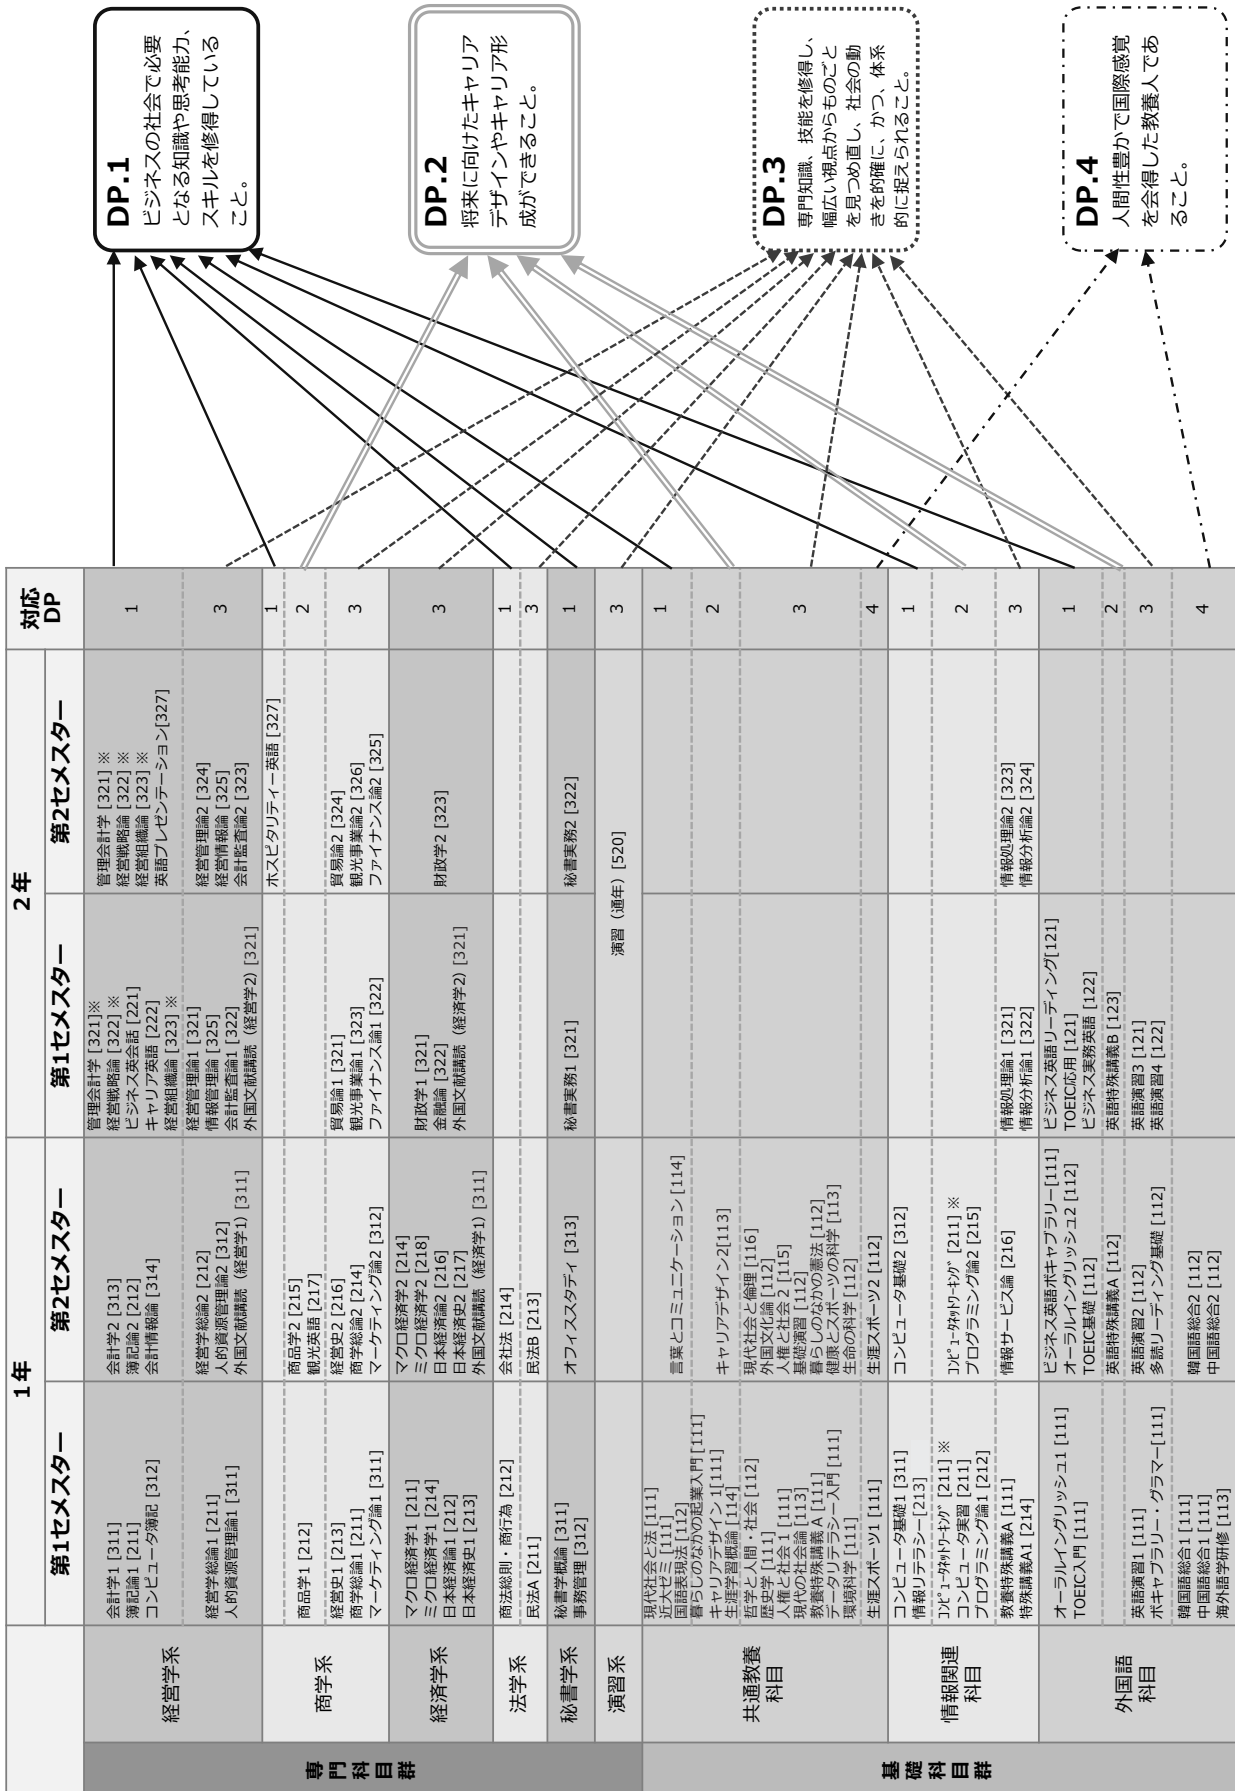 1年
2年
対応
DP
第1セメスター
第2セメスター
第1セメスター
第2セメスター
専門科目群
経営学系
会計学1 [311]
簿記論1 [211]
コンピュータ簿記 [312]
会計学2 [313]
簿記論2 [212]
会計情報論 [314]
管理会計学 [321]※
経営戦略論 [322] ※
ビジネス英会話 [221]
キャリア英語 [222]
経営組織論 [323] ※
管理会計学 [321] ※
経営戦略論 [322] ※
経営組織論 [323] ※
英語プレゼンテーション[327]
1
経営学総論1 [211]
人的資源管理論1 [311]
経営学総論2 [212]
人的資源管理論2 [312]
外国文献講読（経営学1）[311]
経営管理論1 [321]
情報管理論 [325]
会計監査論1 [322]
外国文献講読（経営学2）[321]
経営管理論2 [324]
経営情報論 [325]
会計監査論2 [323]
3
商学系
ホスピタリティー英語 [327]
1
商品学1 [212]
商品学2 [215]
観光英語 [217]
2
経営史1 [213]
商学総論1 [211]
マーケティング論1 [311]
経営史2 [216]
商学総論2 [214]
マーケティング論2 [312]
貿易論1 [321]
観光事業論1 [323]
ファイナンス論1 [322]
貿易論2 [324]
観光事業論2 [326]
ファイナンス論2 [325]
3
経済学系
マクロ経済学1 [211]
ミクロ経済学1 [214]
日本経済論1 [212]
日本経済史1 [213]
マクロ経済学2 [214]
ミクロ経済学2 [218]
日本経済論2 [216]
日本経済史2 [217]
外国文献講読（経済学1）[311]
財政学1 [321]
金融論 [322]
外国文献講読（経済学2）[321]
財政学2 [323]
3
法学系
商法総則・商行為 [212]
会社法 [214]
1
民法A [211]
民法B [213]
3
秘書学系
秘書学概論 [311]
事務管理 [312]
オフィススタディ [313]
秘書実務1 [321]
秘書実務2 [322]
1
演習系
演習（通年）[520]
3
基礎科目群
共通教養
科目
現代社会と法 [111]
近大ゼミ [111]
国語表現法 [112]
言葉とコミュニケーション [114]
1
暮らしのなかの起業入門 [111]
キャリアデザイン 1[111]
生涯学習概論 [114]
キャリアデザイン2[113]
2
哲学と人間・社会 [112]
歴史学 [111]
人権と社会 1 [111]
現代の社会論 [113]
教養特殊講義 A [111]
データリテラシー入門 [111]
環境科学 [111]
現代社会と倫理 [116]
外国文化論 [112]
人権と社会 2 [115]
基礎演習 [112]
暮らしのなかの憲法 [112]
健康とスポーツの科学 [113]
生命の科学 [112]
3
生涯スポーツ1 [111]
生涯スポーツ2 [112]
4
情報関連
科目
コンピュータ基礎1 [311]
情報リテラシー [213]
コンピュータ基礎2 [312]
1
ｺﾝﾋﾟｭｰﾀﾈｯﾄﾜｰｷﾝｸﾞ [211] ※
コンピュータ実習 [211]
プログラミング論1 [212]
ｺﾝﾋﾟｭｰﾀﾈｯﾄﾜｰｷﾝｸﾞ [211] ※
プログラミング論2 [215]
2
教養特殊講義A [111]
特殊講義A1 [214]
情報サービス論 [216]
情報処理論1 [321]
情報分析論1 [322]
情報処理論2 [323]
情報分析論2 [324]
3
外国語
科目
オーラルイングリッシュ1 [111]
TOEIC入門 [111]
ビジネス英語ボキャブラリー[111]
オーラルイングリッシュ2 [112]
TOEIC基礎 [112]
ビジネス英語リーディング[121]
TOEIC応用 [121]
ビジネス実務英語 [122]
1
英語特殊講義A [112]
英語特殊講義B [123]
2
英語演習1 [111]
ボキャブラリー・グラマー[111]
英語演習2 [112]
多読リーディング基礎 [112]
英語演習3 [121]
英語演習4 [122]
3
韓国語総合1 [111]
中国語総合1 [111]
海外語学研修 [113]
韓国語総合2 [112]
中国語総合2 [112]
4
DP.1
ビジネスの社会で必要
となる知識や思考能力、
スキルを修得している
こと。
DP.2
将来に向けたキャリア
デザインやキャリア形
成ができること。
DP.3
専門知識、技能を修得し、
幅広い視点からものごと
を見つめ直し、社会の動
きを的確に、かつ、体系
的に捉えられること。
DP.4
人間性豊かで国際感覚
を会得した教養人であ
ること。